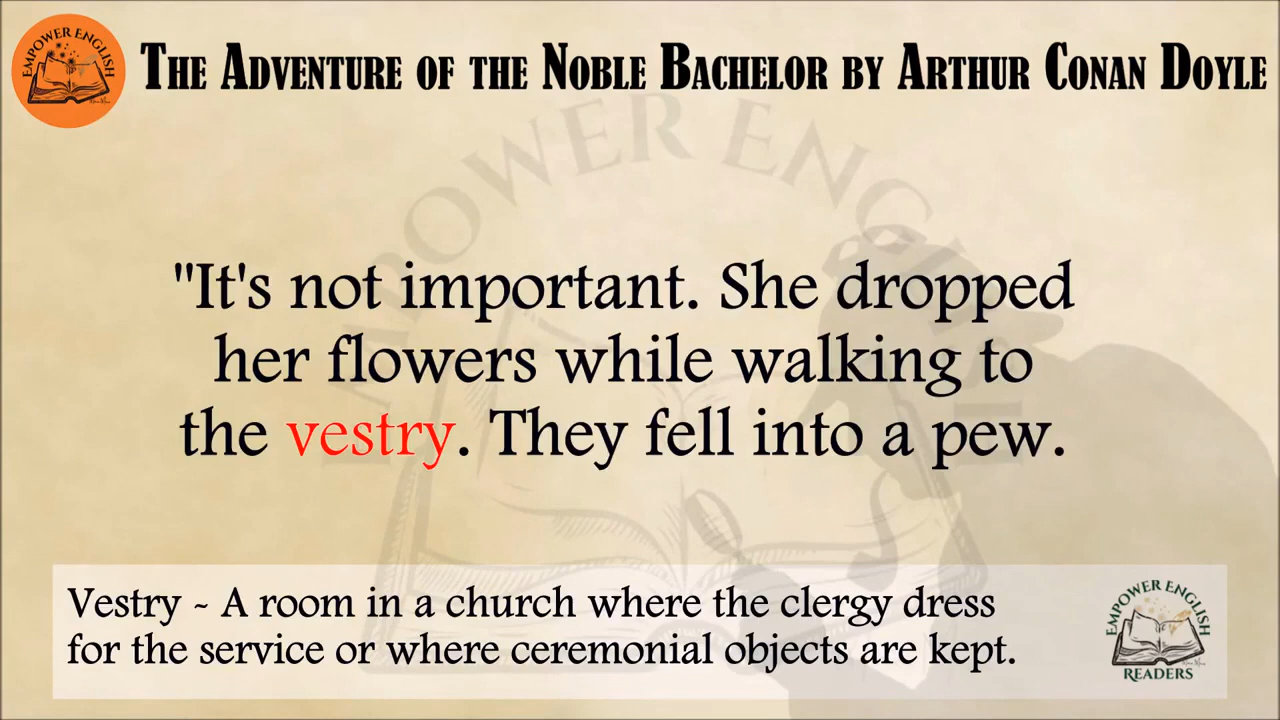 EMPOWER ENGLISH
The Adventure of the Noble Bachelor by Arthur Conan Doyle
EMPOWER ENGLISH
"It's not important. She dropped
her flowers while walking to
the vestry. They fell into a pew.
Vestry - A room in a church where the clergy dress
for the service or where ceremonial objects are kept.
EMPOWER ENGLISH
READERS